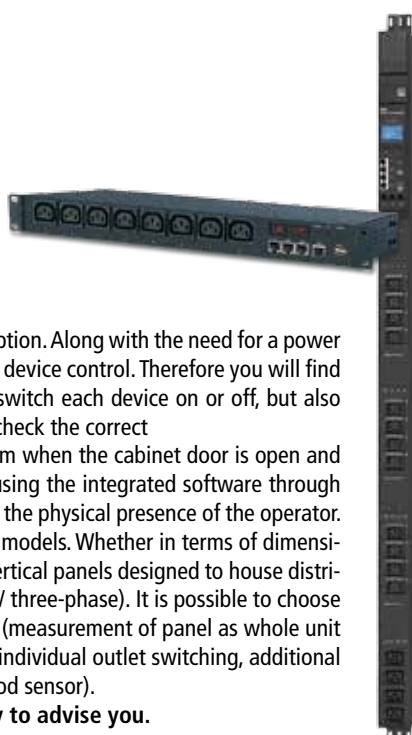 ption. Along with the need for a power
device control. Therefore you will find
switch each device on or off, but also
check the correct
m when the cabinet door is open and
using the integrated software through
the physical presence of the operator.
models. Whether in terms of dimensi-
ertical panels designed to house distri-
/ three-phase). It is possible to choose
(measurement of panel as whole unit
individual outlet switching, additional
od sensor).
y to advise you.